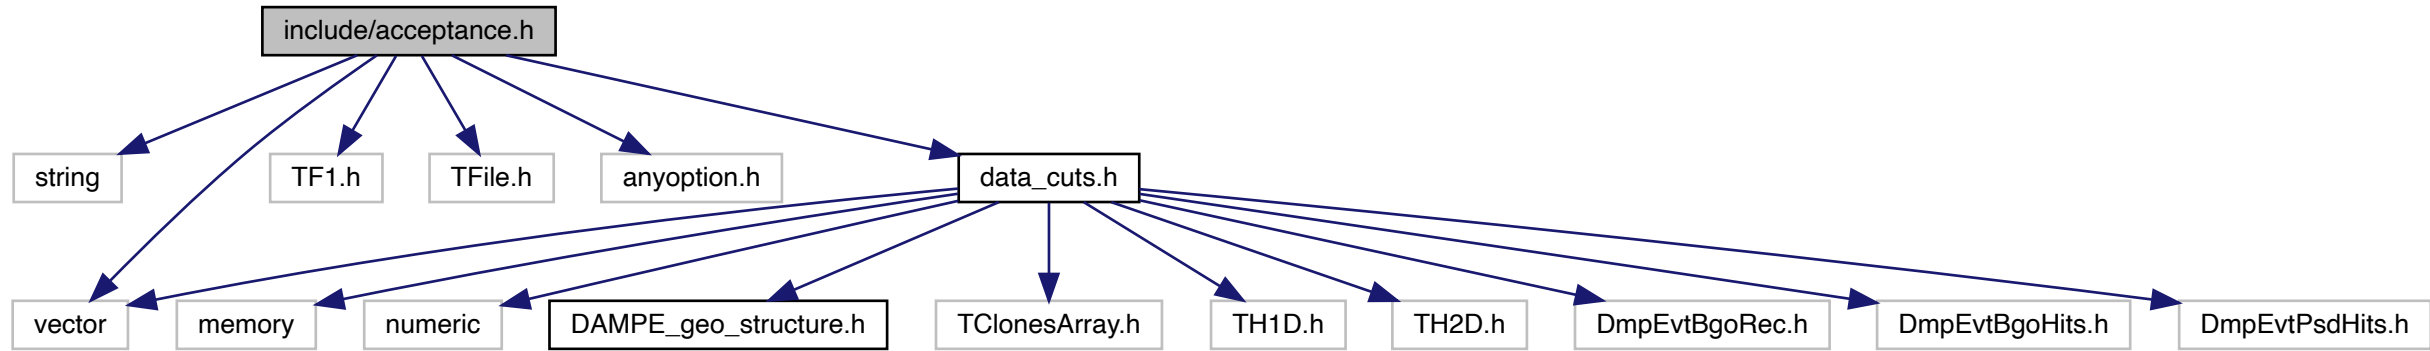 include/acceptance.h
string
TF1.h
TFile.h
anyoption.h
data_cuts.h
vector
memory
numeric
DAMPE_geo_structure.h
TClonesArray.h
TH1D.h
TH2D.h
DmpEvtBgoRec.h
DmpEvtBgoHits.h
DmpEvtPsdHits.h